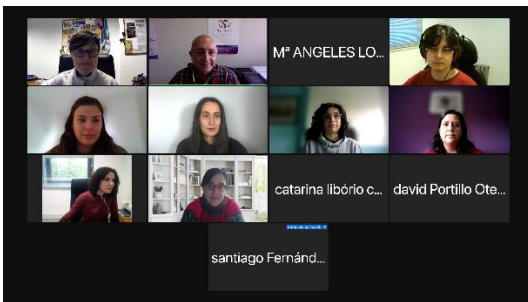 Mª ANGELES LO...
catarina libório c...
david Portillo Ote...
santiago Fernánd...